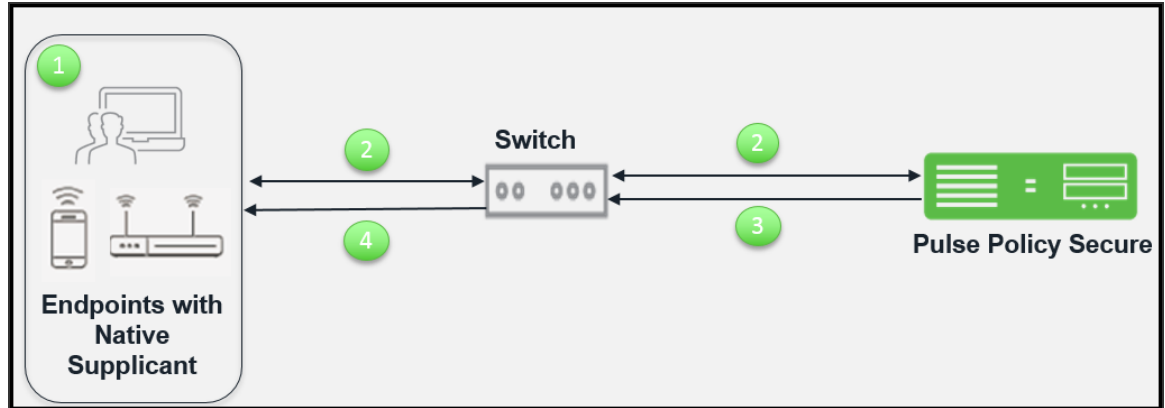 1
2
Switch
2
4
3
Pulse Policy Secure
Endpoints with
Native
Supplicant